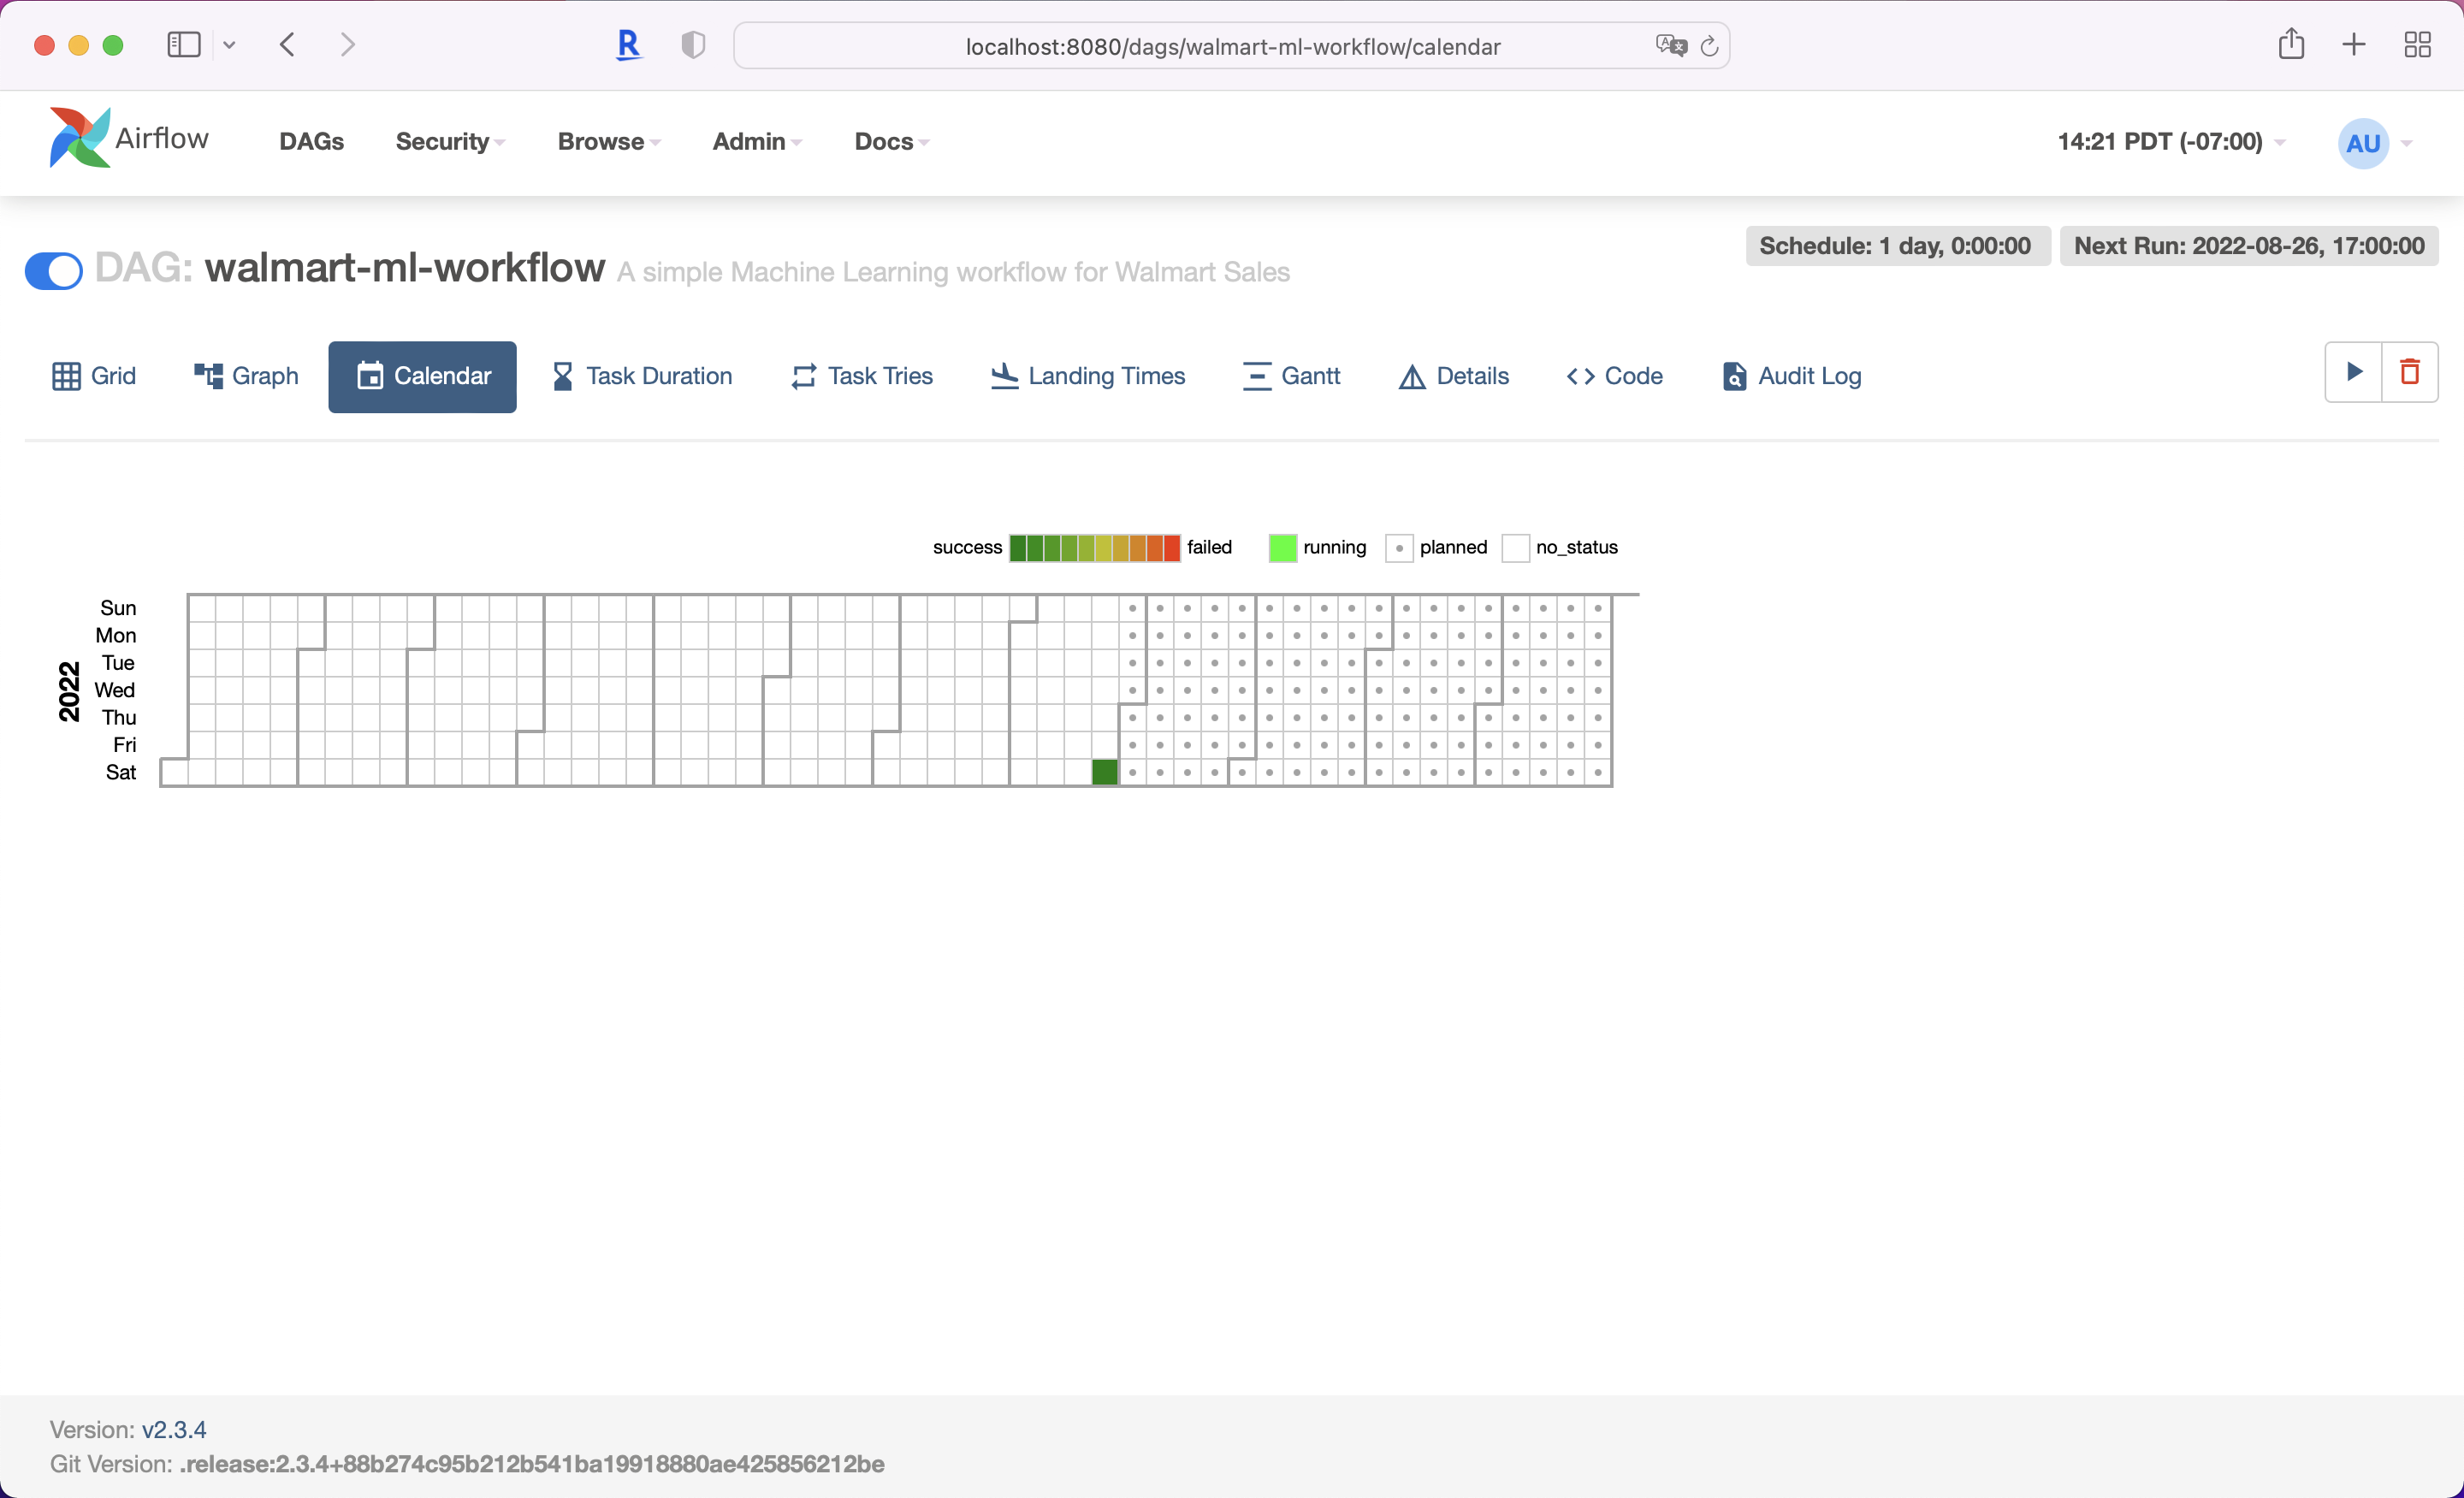 localhost:8080/dags/walmart-ml-workflow/calendar
Airflow DAGs Security Browse Admin Docs 14:21 PDT (-07:00) AU
DAG: walmart-ml-workflow A simple Machine Learning workflow for Walmart Sales Schedule: 1 day, 0:00:00 Next Run: 2022-08-26, 17:00:00
Grid Graph Calendar Task Duration Task Tries Landing Times Gantt Details Code Audit Log
success failed running planned no_status
2022
Sun
Mon
Tue
Wed
Thu
Fri
Sat
Version: v2.3.4
Git Version: .release:2.3.4+88b274c95b212b541ba19918880ae425856212be